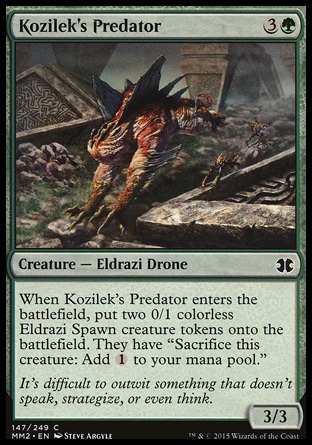 Kozilek's Predator 3
Creature — Eldrazi Drone
When Kozilek's Predator enters the
battlefield, put two 0/1 colorless
Eldrazi Spawn creature tokens onto the
battlefield. They have "Sacrifice this
creature: Add 1 to your mana pool."
It's difficult to outwit something that doesn't
speak, strategize, or even think.
3/3
147/249 C
MM2 • EN Steve Argyle
™ & © 2015 Wizards of the Coast